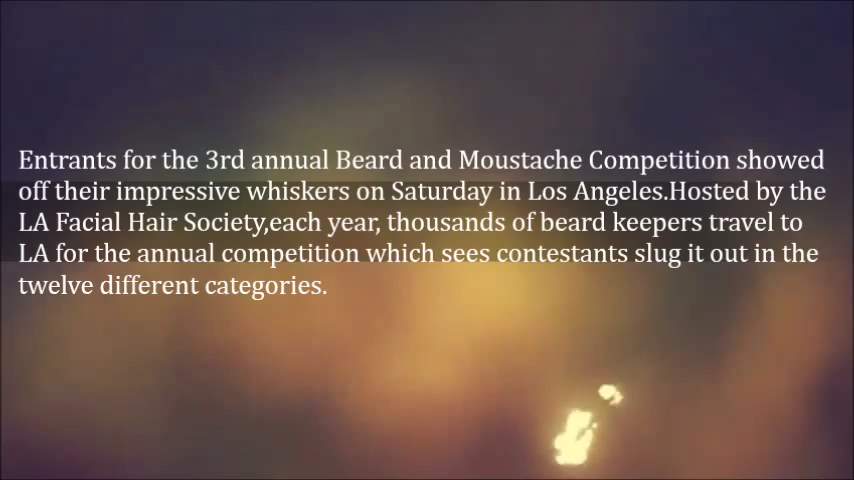 Entrants for the 3rd annual Beard and Moustache Competition showed
off their impressive whiskers on Saturday in Los Angeles.Hosted by the
LA Facial Hair Society,each year, thousands of beard keepers travel to
LA for the annual competition which sees contestants slug it out in the
twelve different categories.